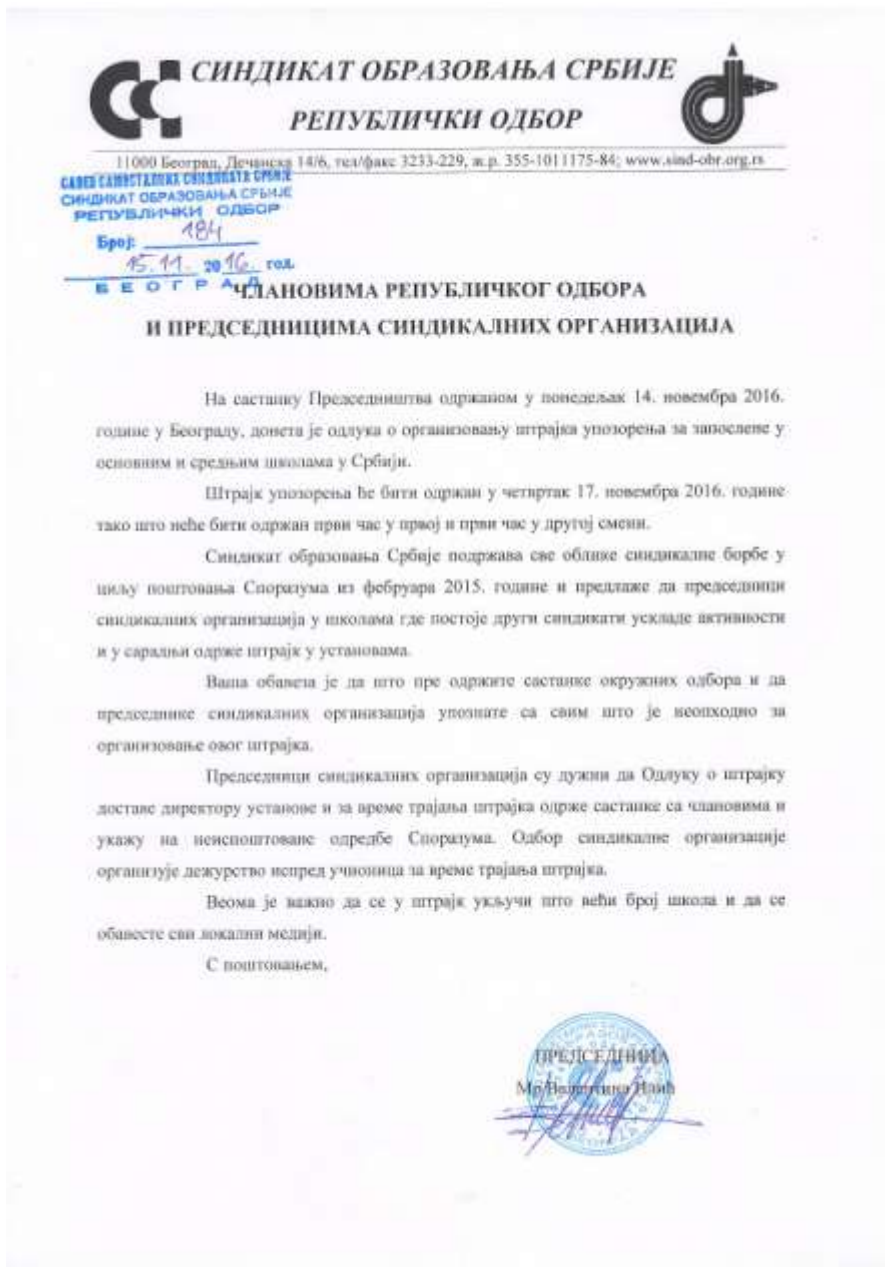 СИНДИКАТ ОБРАЗОВАЊА СРБИЈЕ
РЕПУБЛИЧКИ ОДБОР
11000 Београд, Дечанска 14/6, тел/факс 3233-229, ж.р. 355-1011175-84; www.sind-obr.org.rs
САВЕЗ САМОСТАЛНИХ СИНДИКАТА СРБИЈЕ
СИНДИКАТ ОБРАЗОВАЊА СРБИЈЕ
РЕПУБЛИЧКИ ОДБОР
Број: 184
15. 11. 2016. год.
БЕОГРАД
ЧЛАНОВИМА РЕПУБЛИЧКОГ ОДБОРА
И ПРЕДСЕДНИЦИМА СИНДИКАЛНИХ ОРГАНИЗАЦИЈА
На састанку Председништва одржаном у понедељак 14. новембра 2016.
године у Београду, донета је одлука о организовању штрајка упозорења за запослене у
основним и средњим школама у Србији.
Штрајк упозорења ће бити одржан у четвртак 17. новембра 2016. године
тако што неће бити одржан први час у првој и први час у другој смени.
Синдикат образовања Србије подржава све облике синдикалне борбе у
циљу поштовања Споразума из фебруара 2015. године и предлаже да председници
синдикалних организација у школама где постоје други синдикати ускладе активности
и у сарадњи одрже штрајк у установама.
Ваша обавеза је да што пре одржите састанке окружних одбора и да
председнике синдикалних организација упознате са свим што је неопходно за
организовање овог штрајка.
Председници синдикалних организација су дужни да Одлуку о штрајку
доставе директору установе и за време трајања штрајка одрже састанке са члановима и
укажу на неиспоштоване одредбе Споразума. Одбор синдикалне организације
организује дежурство испред учионица за време трајања штрајка.
Веома је важно да се у штрајк укључи што већи број школа и да се
обавесте сви локални медији.
С поштовањем,
ПРЕДСЕДНИЦА
Мр Валентина Илић